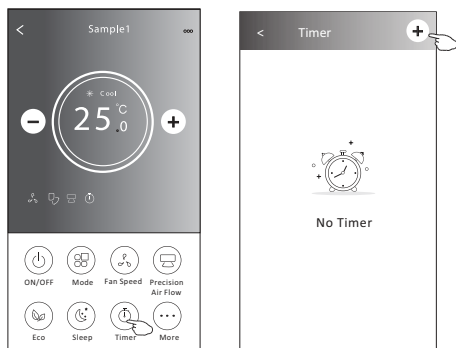 Sample1
Cool
25.0°C
ON/OFF
Mode
Fan Speed
Precision
Air Flow
Eco
Sleep
Timer
More
Timer
No Timer